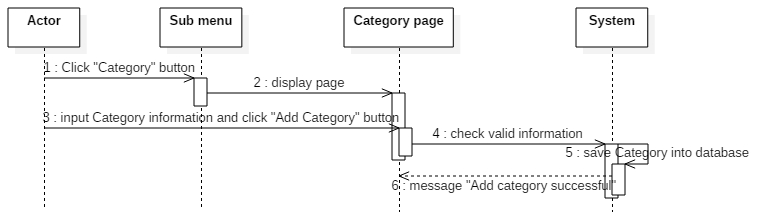 Actor
Sub menu
Category page
System
1 : Click "Category" button
2 : display page
3 : input Category information and click "Add Category" button
4 : check valid information
5 : save Category into database
6 : message "Add category successful"